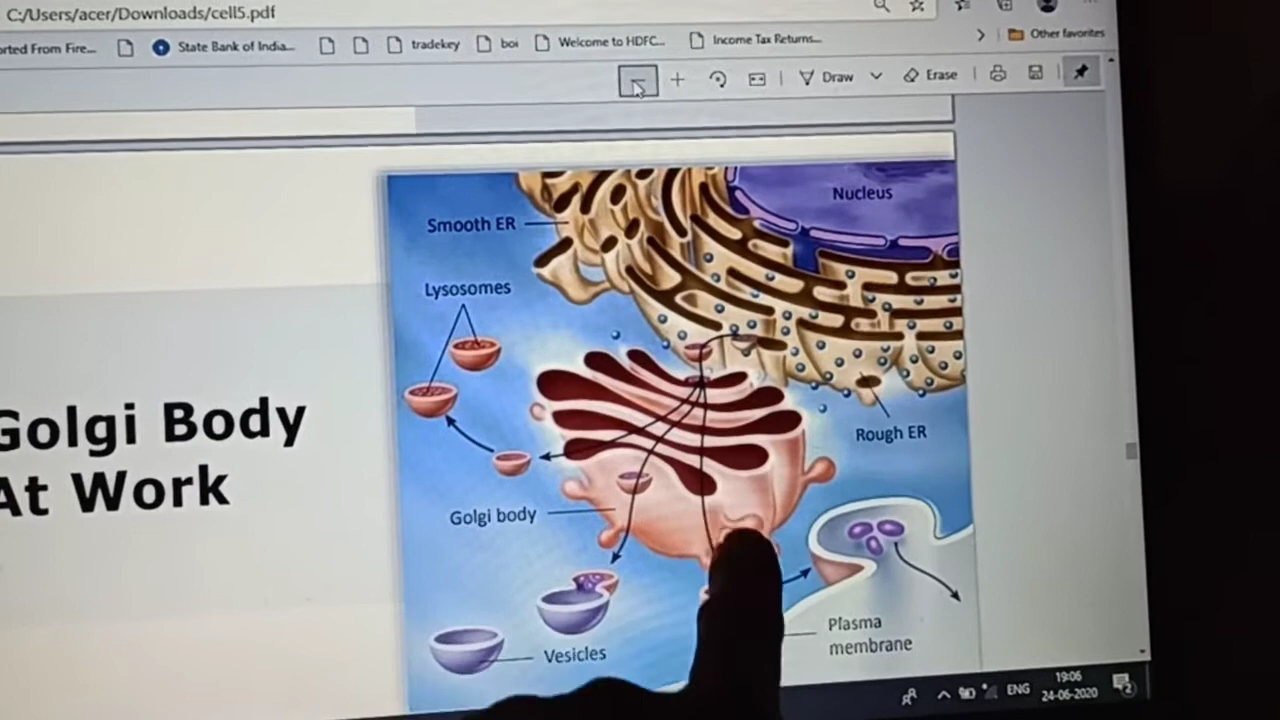 C:/Users/acer/Downloads/cell5.pdf
orted From Fire...
State Bank of India...
tradekey
boi
Welcome to HDFC...
Income Tax Returns...
Other favorites
Draw
Erase
Nucleus
Smooth ER
Lysosomes
Rough ER
Golgi Body
At Work
Golgi body
Plasma
membrane
Vesicles
ENG
19:06
24-06-2020
2